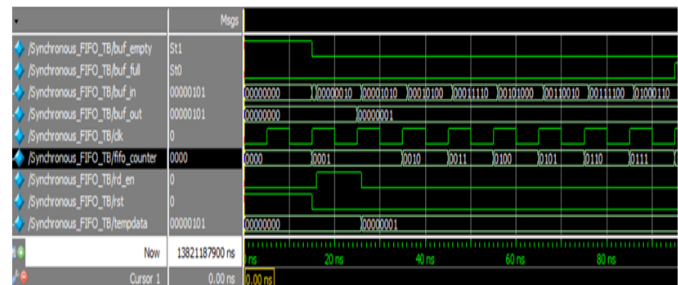 Msgs
/Synchronous_FIFO_TB/buf_empty St1
/Synchronous_FIFO_TB/buf_full St0
/Synchronous_FIFO_TB/buf_in 00000101 00000000 00000010 00001010 00010100 00011110 00101000 00110010 00111100 01000110
/Synchronous_FIFO_TB/buf_out 00000101 00000000 00000001
/Synchronous_FIFO_TB/clk 0
/Synchronous_FIFO_TB/fifo_counter 0000 0000 0001 0010 0011 0100 0101 0110 0111
/Synchronous_FIFO_TB/rd_en 0
/Synchronous_FIFO_TB/rst 0
/Synchronous_FIFO_TB/tempdata 00000101 00000000 00000001
Now 13821187900 ns ns 20 ns 40 ns 60 ns 80 ns
Cursor 1 0.00 ns 0.00 ns